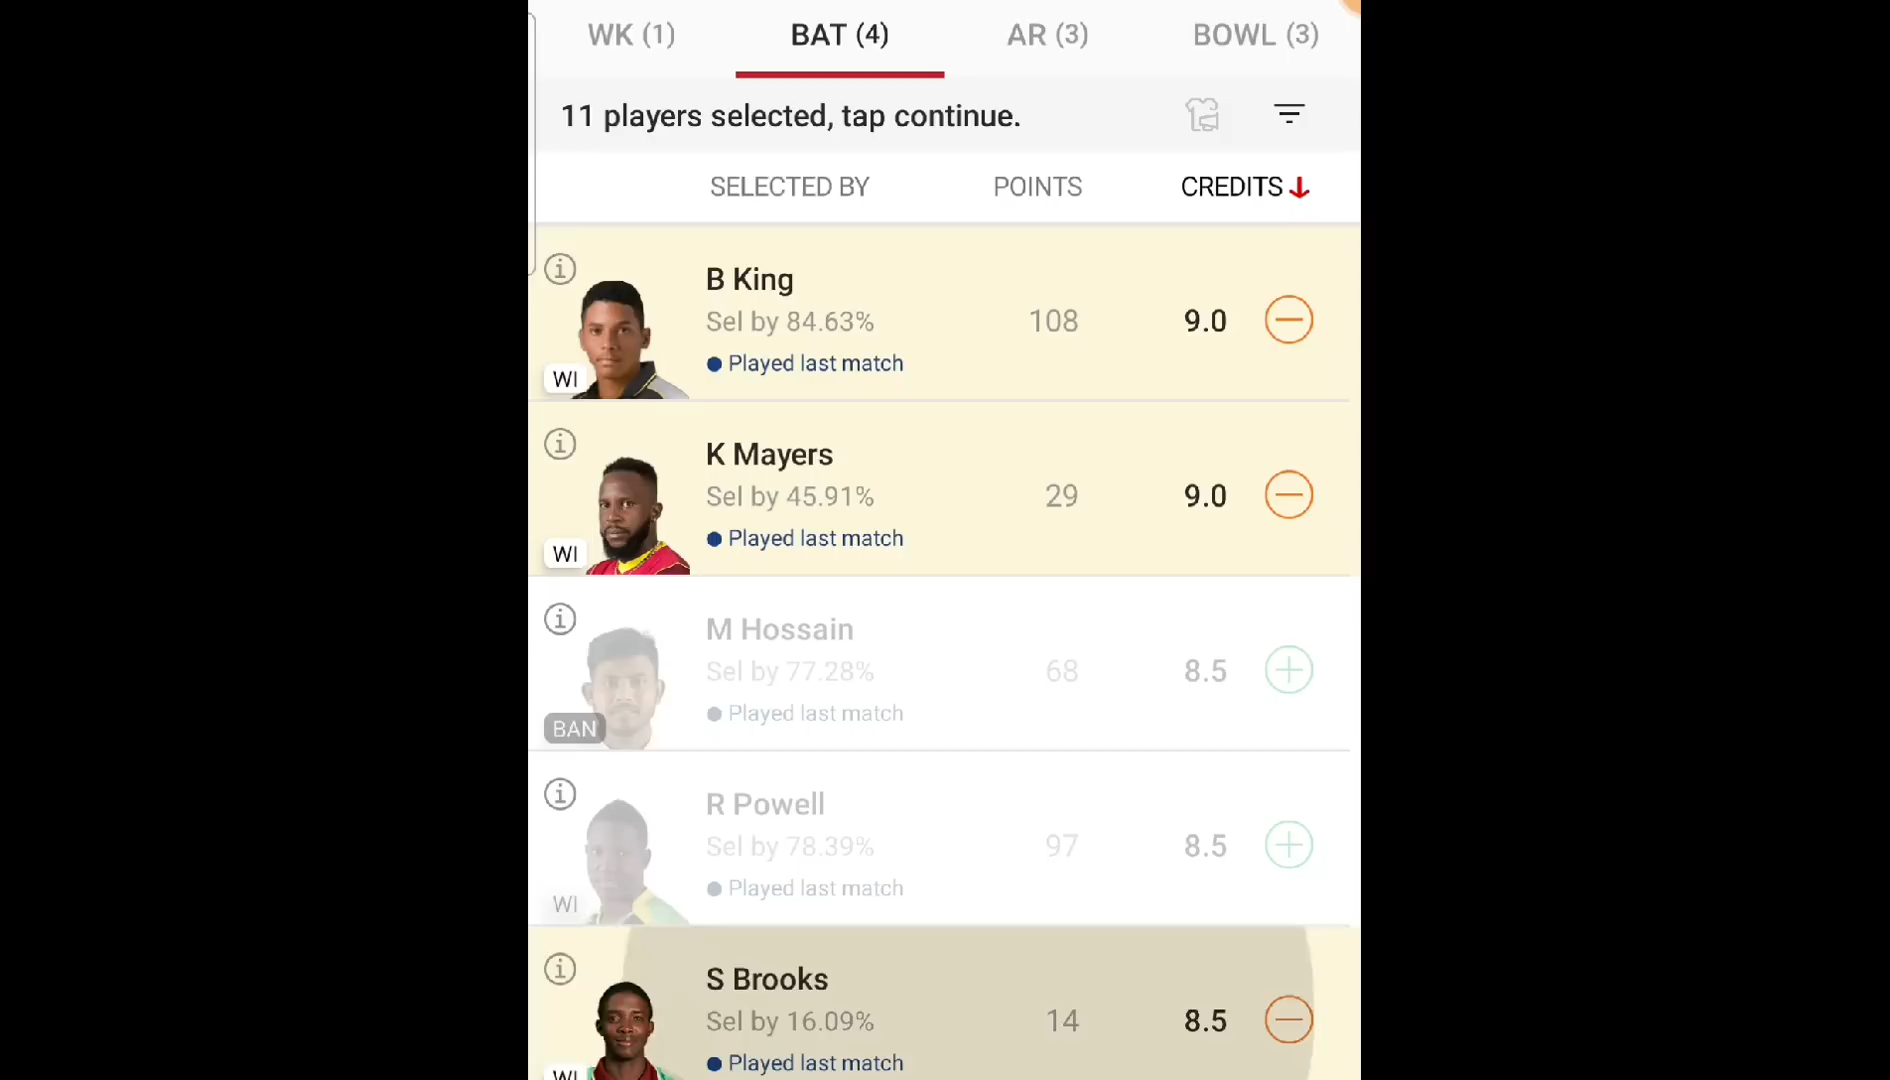 WK (1) BAT (4) AR (3) BOWL (3)
11 players selected, tap continue.
SELECTED BY POINTS CREDITS
B King
Sel by 84.63% 108 9.0
Played last match
WI
K Mayers
Sel by 45.91% 29 9.0
Played last match
WI
M Hossain
Sel by 77.28% 68 8.5
Played last match
BAN
R Powell
Sel by 78.39% 97 8.5
Played last match
WI
S Brooks
Sel by 16.09% 14 8.5
Played last match
WI